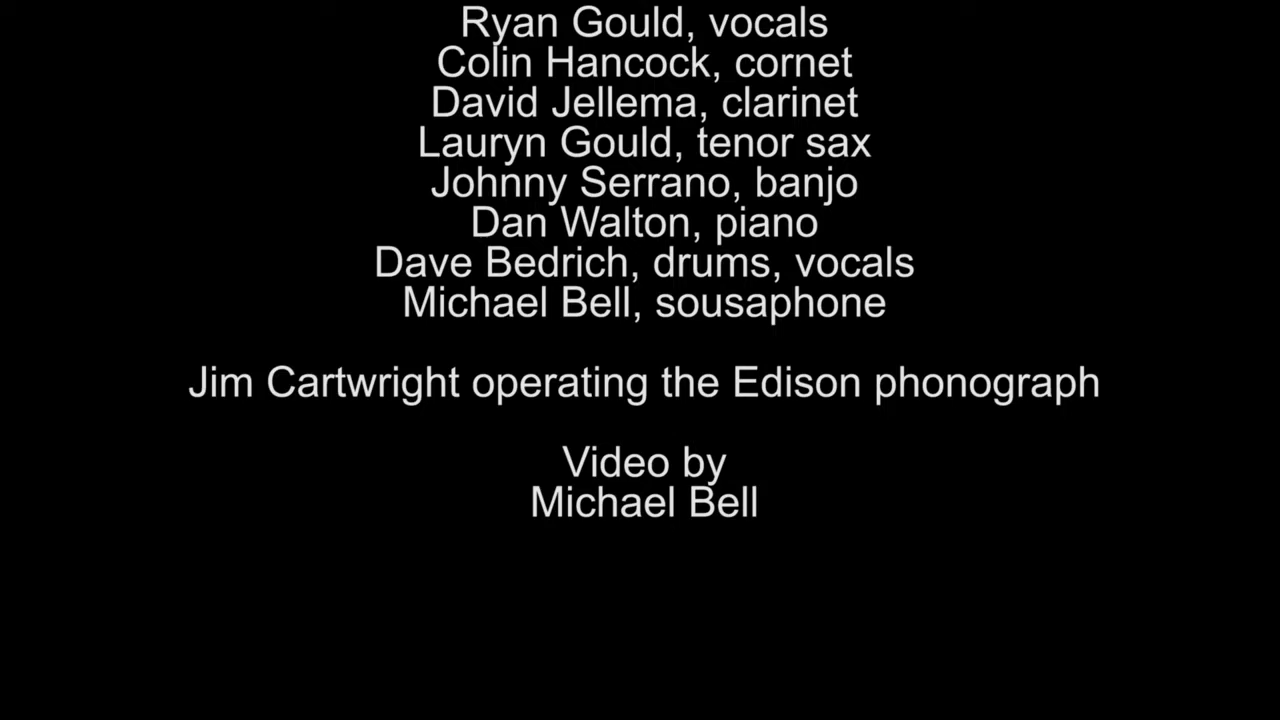 Ryan Gould, vocals
Colin Hancock, cornet
David Jellema, clarinet
Lauryn Gould, tenor sax
Johnny Serrano, banjo
Dan Walton, piano
Dave Bedrich, drums, vocals
Michael Bell, sousaphone
Jim Cartwright operating the Edison phonograph
Video by
Michael Bell